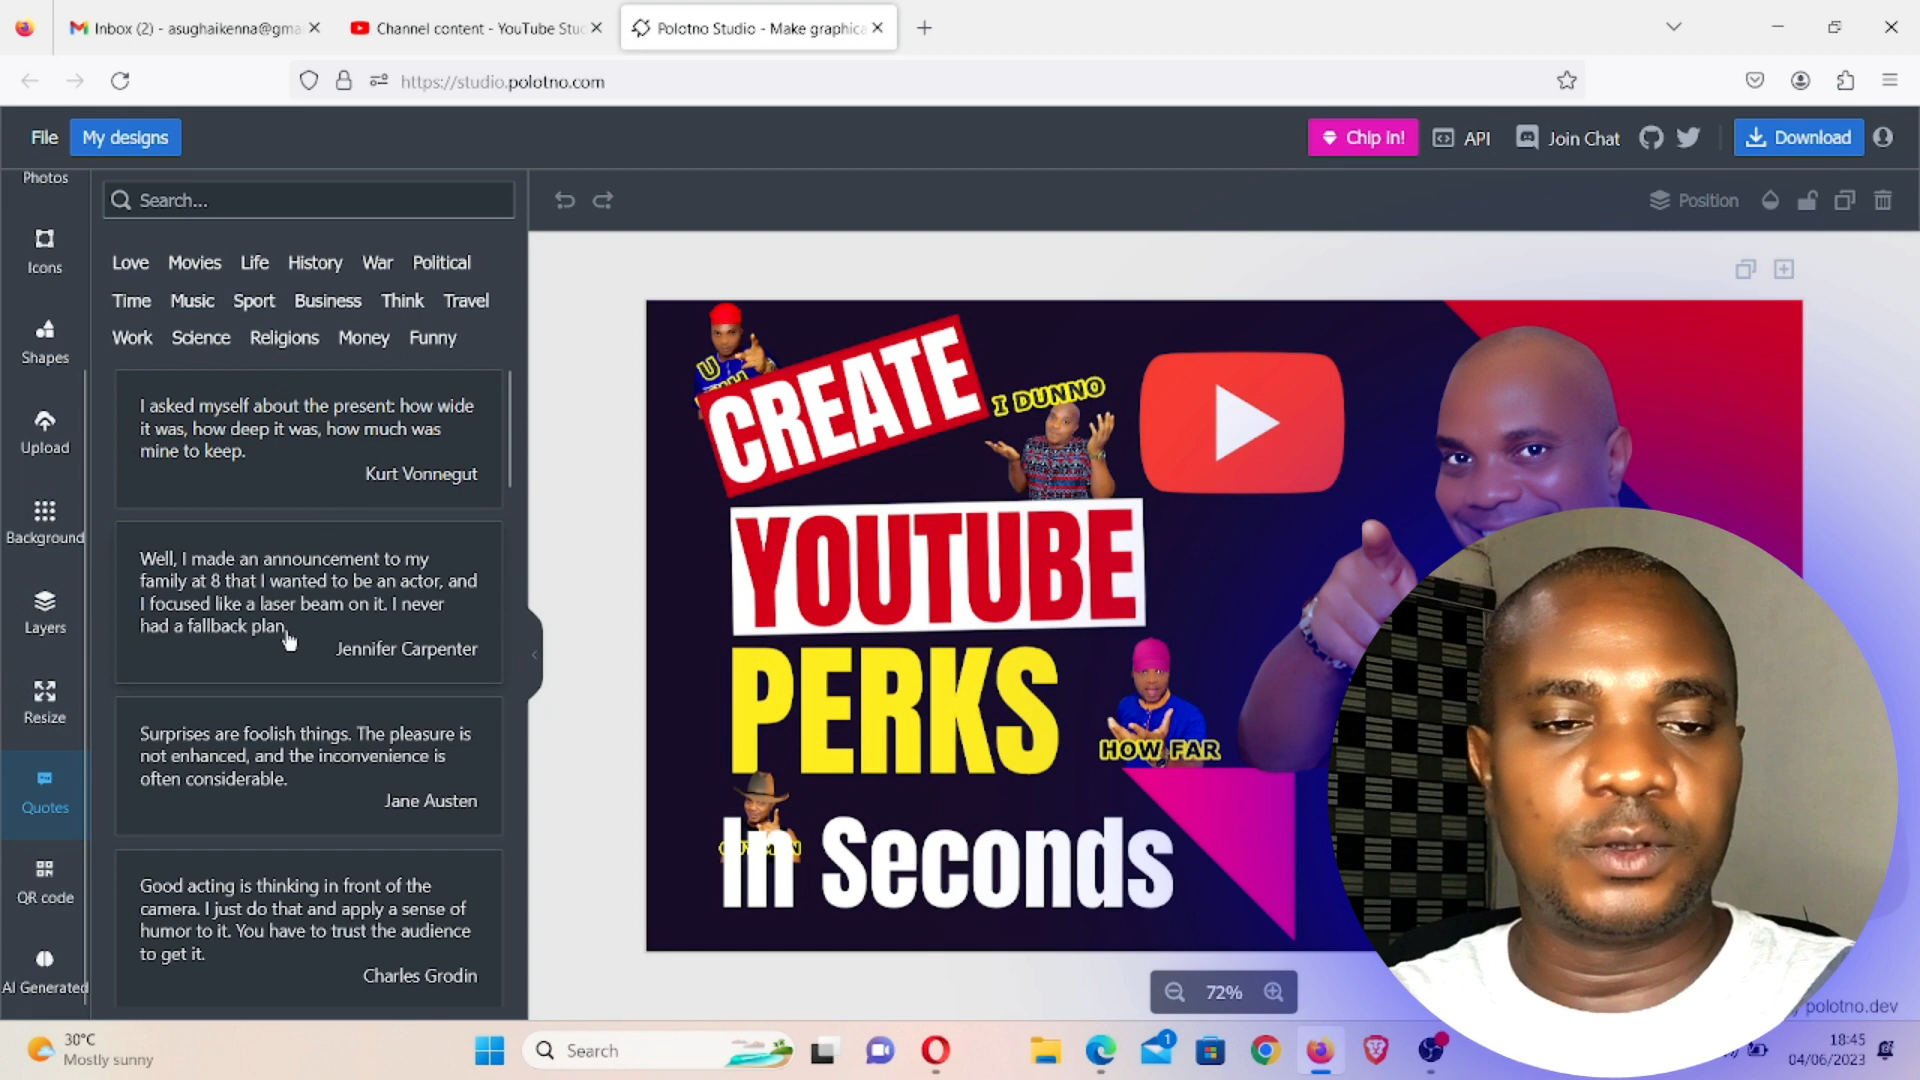 Inbox (2) - asughaikenna@gma
Channel content - YouTube Stu
Polotno Studio - Make graphica
https://studio.polotno.com
File
My designs
Chip in!
API
Join Chat
Download
Photos
Icons
Shapes
Upload
Background
Layers
Resize
Quotes
QR code
AI Generated
Search...
Love Movies Life History War Political
Time Music Sport Business Think Travel
Work Science Religions Money Funny
I asked myself about the present: how wide
it was, how deep it was, how much was
mine to keep.
Kurt Vonnegut
Well, I made an announcement to my
family at 8 that I wanted to be an actor, and
I focused like a laser beam on it. I never
had a fallback plan.
Jennifer Carpenter
Surprises are foolish things. The pleasure is
not enhanced, and the inconvenience is
often considerable.
Jane Austen
Good acting is thinking in front of the
camera. I just do that and apply a sense of
humor to it. You have to trust the audience
to get it.
Charles Grodin
Position
U
CREATE
I DUNNO
YOUTUBE
PERKS
HOW FAR
In Seconds
72%
polotno.dev
30°C
Mostly sunny
Search
1
18:45
04/06/2023